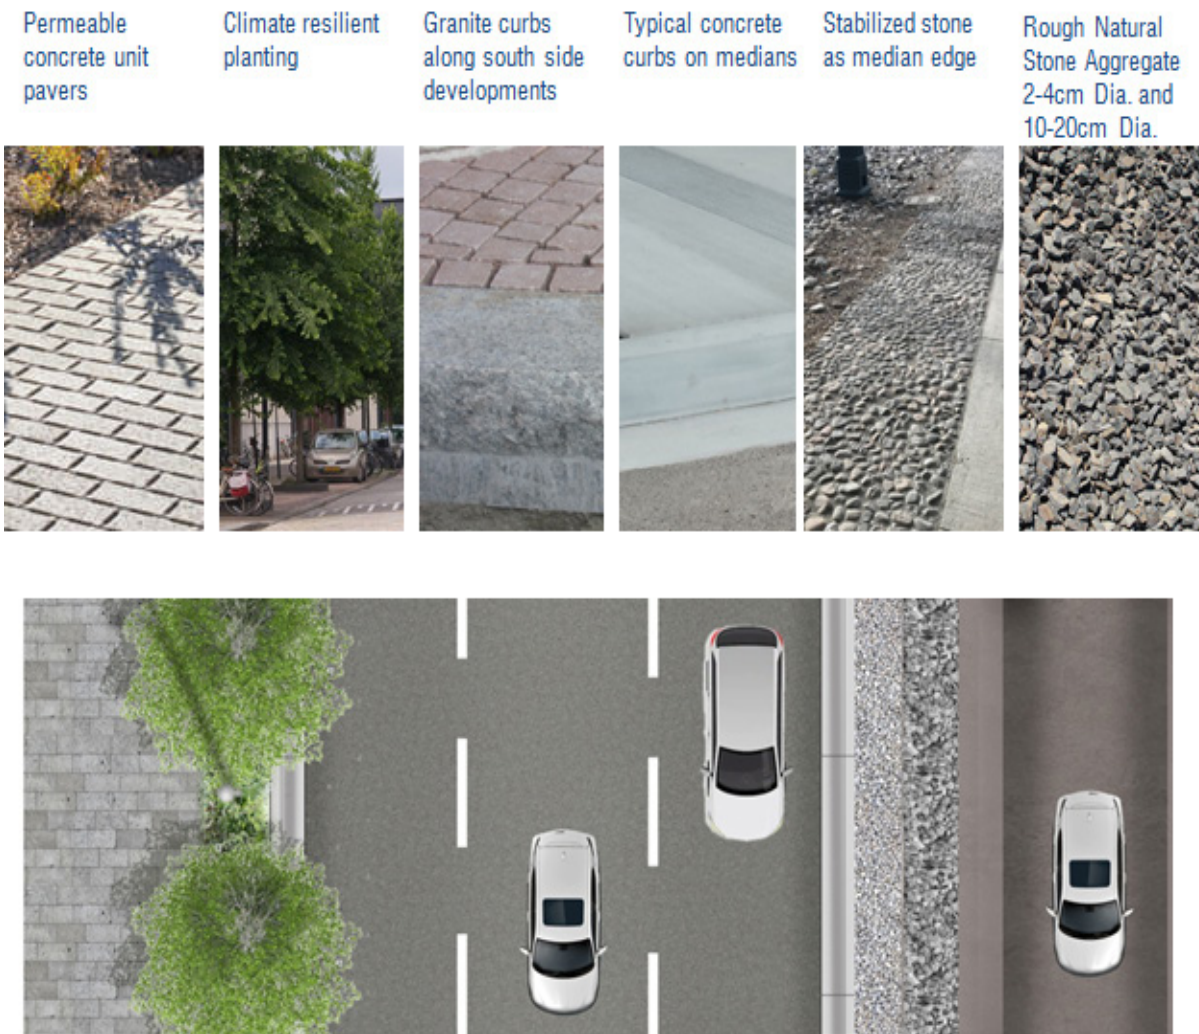 Permeable
concrete unit
pavers
Climate resilient
planting
Granite curbs
along south side
developments
Typical concrete
curbs on medians
Stabilized stone
as median edge
Rough Natural
Stone Aggregate
2-4cm Dia. and
10-20cm Dia.